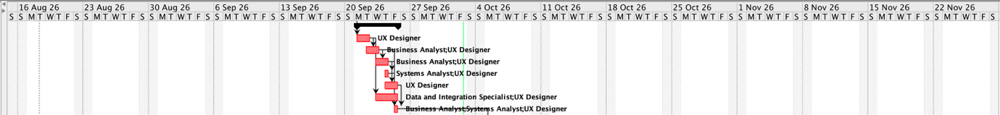 16 Aug 26 23 Aug 26 30 Aug 26 6 Sep 26 13 Sep 26 20 Sep 26 27 Sep 26 4 Oct 26 11 Oct 26 18 Oct 26 25 Oct 26 1 Nov 26 8 Nov 26 15 Nov 26 22 Nov 26
S S M T W T F S S M T W T F S S M T W T F S S M T W T F S S M T W T F S S M T W T F S S M T W T F S S M T W T F S S M T W T F S S M T W T F S S M T W T F S S M T W T F S S M T W T F S S M T W T F S S M T W T F S
UX Designer
Business Analyst;UX Designer
Business Analyst;UX Designer
Systems Analyst;UX Designer
UX Designer
Data and Integration Specialist;UX Designer
Business Analyst;Systems Analyst;UX Designer